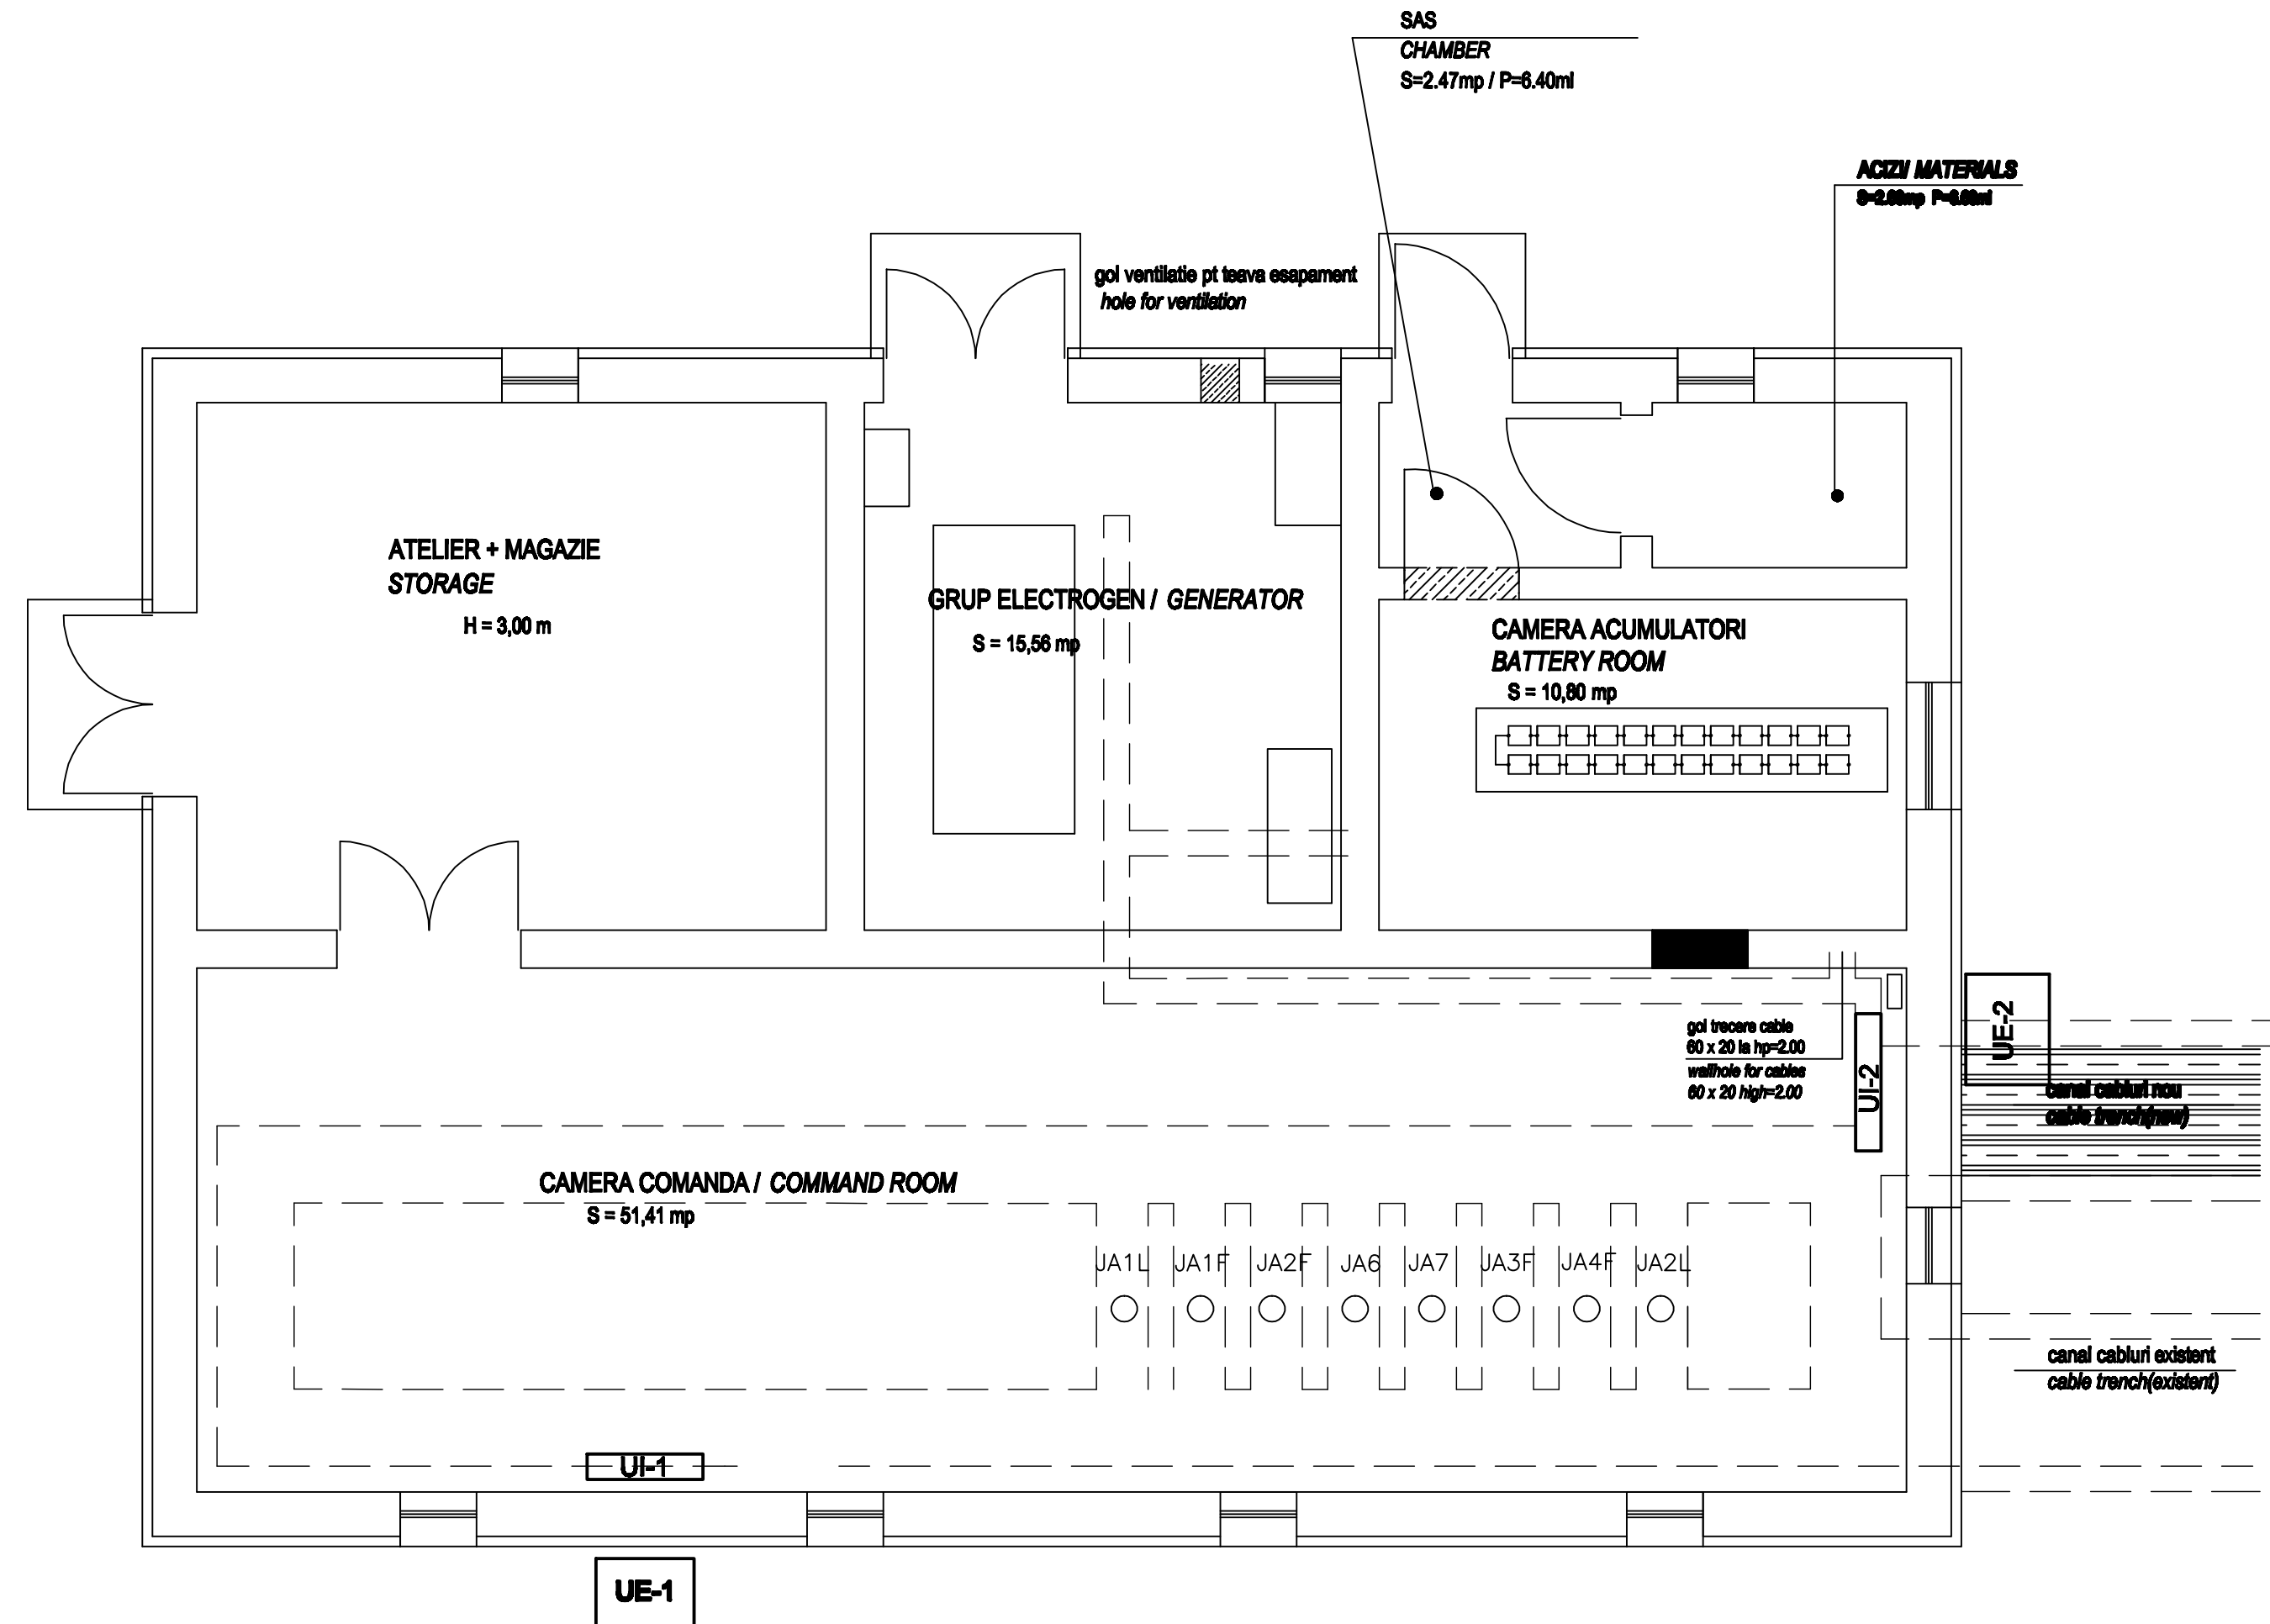 SAS
CHAMBER
S=2.47mp / P=6.40ml
ACIZI/ MATERIALS
gol ventilatie pt teava esapament
hole for ventilation
ATELIER + MAGAZIE
STORAGE
H = 3,00 m
GRUP ELECTROGEN / GENERATOR
S = 15,56 mp
CAMERA ACUMULATORI
BATTERY ROOM
S = 10,80 mp
gol trecere cable
60 x 20 la hp=2.00
wallhole for cables
60 x 20 high=2.00
UI-2
UE-2
canal cabluri nou
cable trench(new)
CAMERA COMANDA / COMMAND ROOM
S = 51,41 mp
JA1L JA1F JA2F JA6 JA7 JA3F JA4F JA2L
canal cabluri existent
cable trench(existent)
UI-1
UE-1